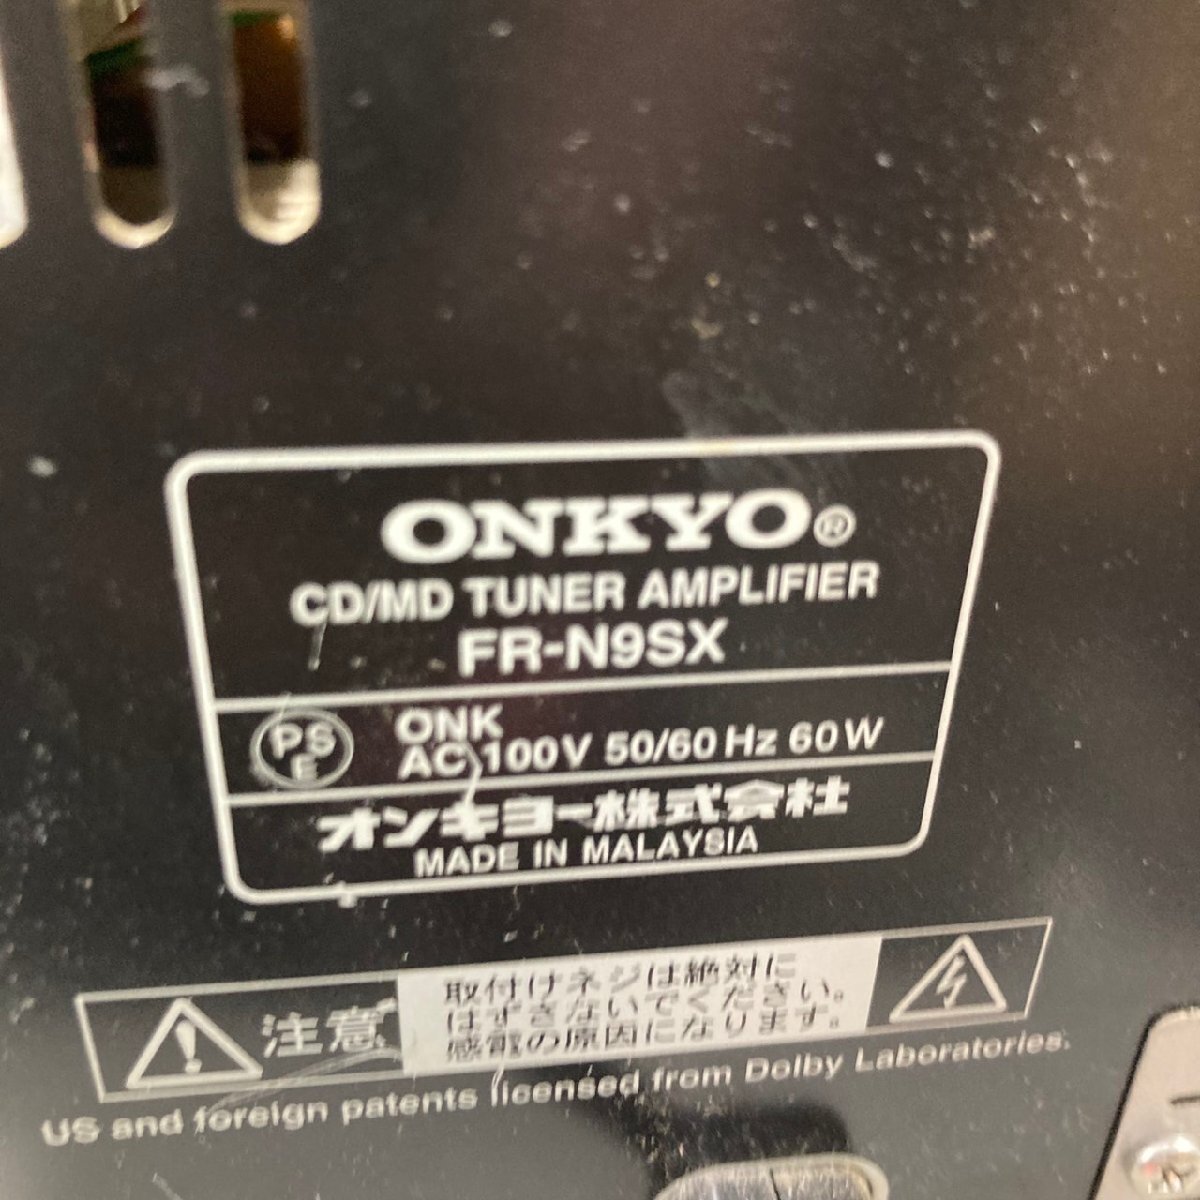 ONKYO®
CD/MD TUNER AMPLIFIER
FR-N9SX
PSE
ONK
AC 100V 50/60 Hz 60W
オンキヨー株式会社
MADE IN MALAYSIA
注意
取付けネジは絶対に
はずさないでください。
感電の原因になります。
US and foreign patents licensed from Dolby Laboratories.